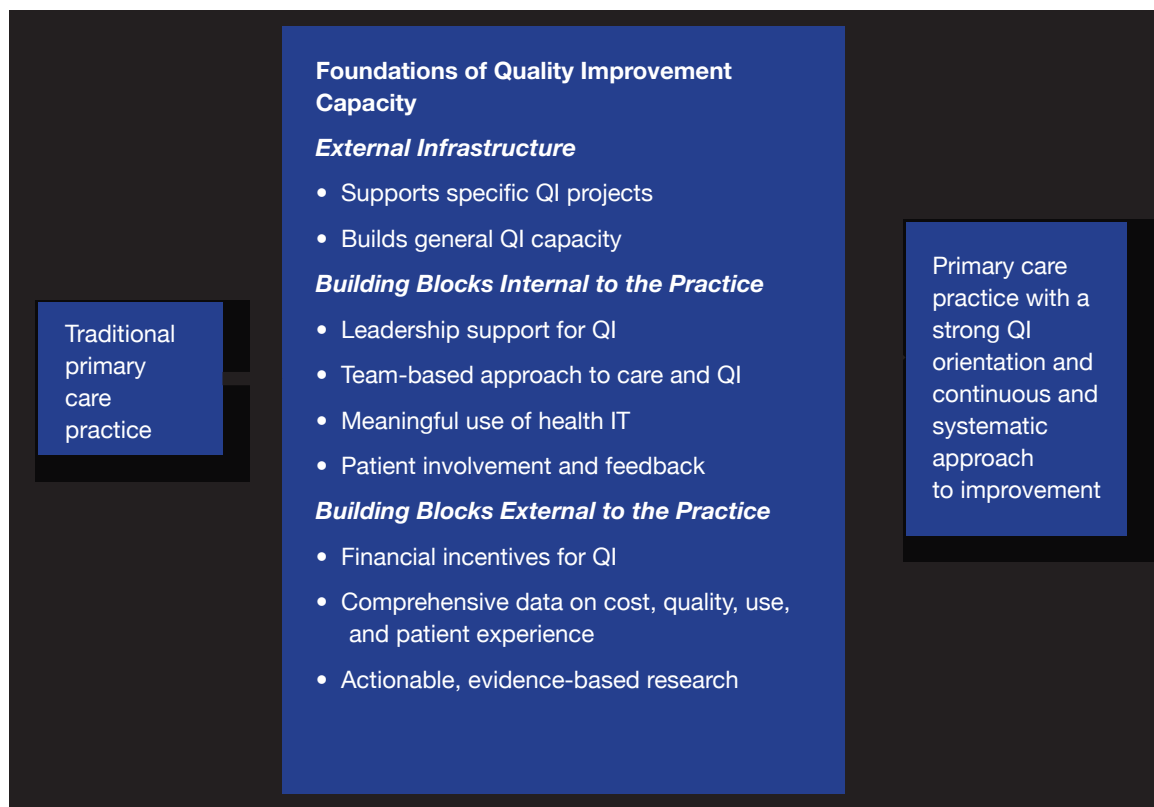 Traditional
primary
care
practice
Foundations of Quality Improvement
Capacity
External Infrastructure
• Supports specific QI projects
• Builds general QI capacity
Building Blocks Internal to the Practice
• Leadership support for QI
• Team-based approach to care and QI
• Meaningful use of health IT
• Patient involvement and feedback
Building Blocks External to the Practice
• Financial incentives for QI
• Comprehensive data on cost, quality, use,
and patient experience
• Actionable, evidence-based research
Primary care
practice with a
strong QI
orientation and
continuous and
systematic
approach
to improvement